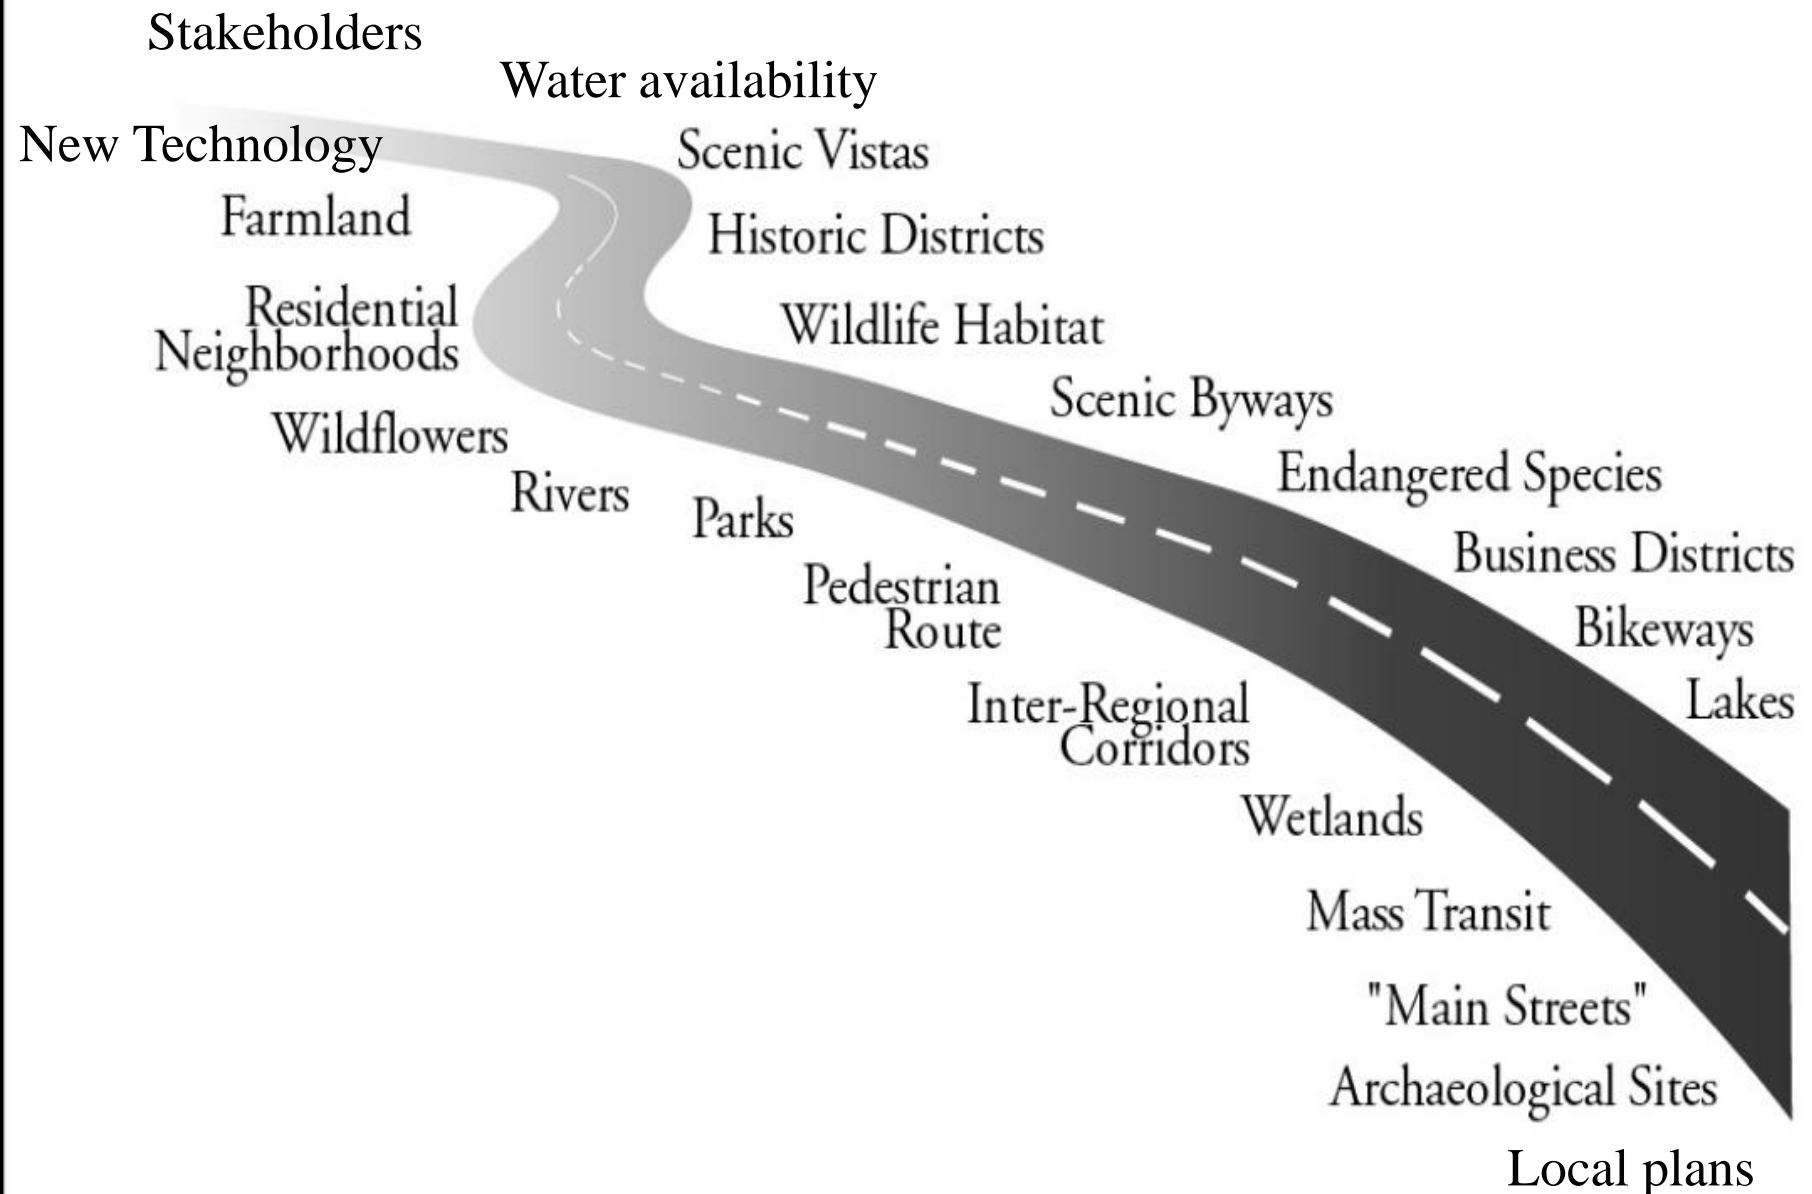 Stakeholders
Water availability
New Technology
Scenic Vistas
Farmland
Historic Districts
Residential
Neighborhoods
Wildlife Habitat
Scenic Byways
Wildflowers
Endangered Species
Rivers
Parks
Business Districts
Pedestrian
Route
Bikeways
Inter-Regional
Corridors
Lakes
Wetlands
Mass Transit
"Main Streets"
Archaeological Sites
Local plans